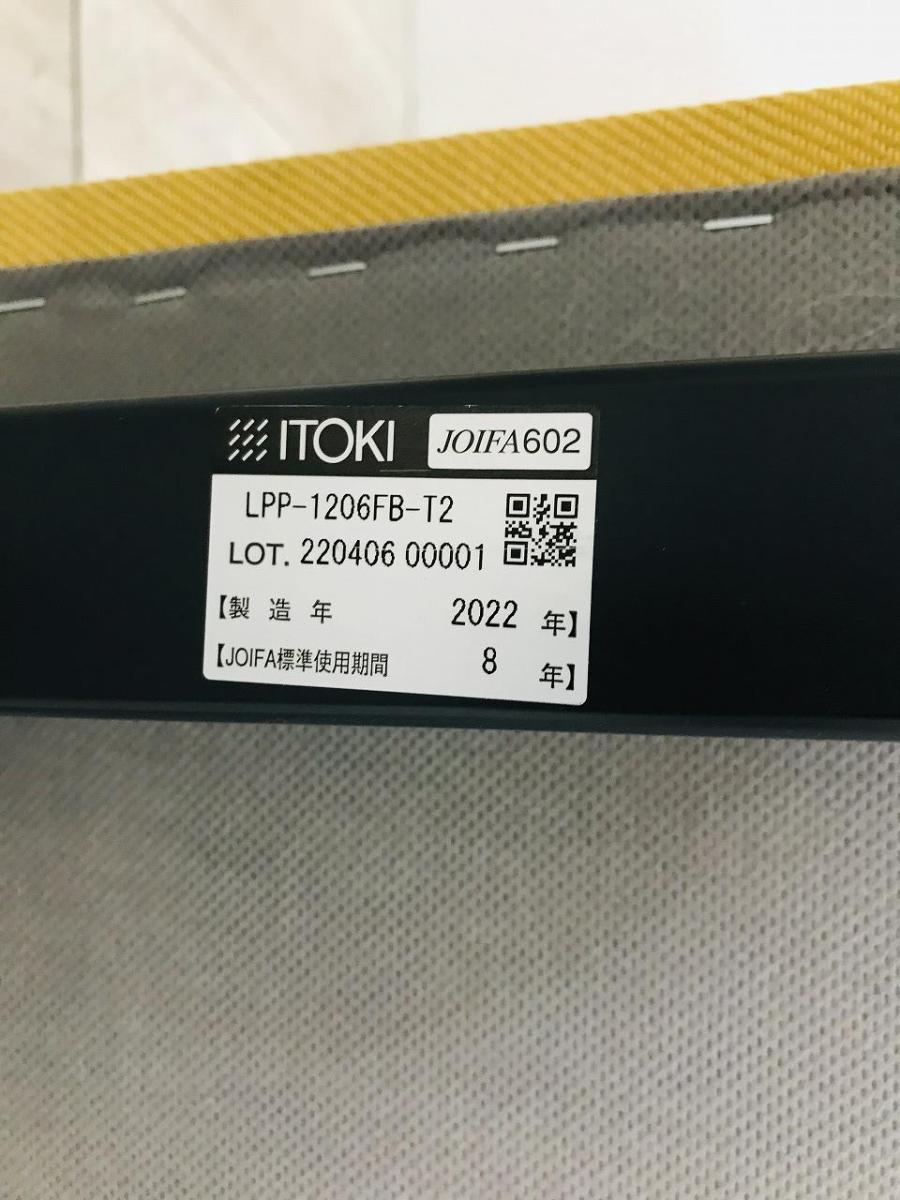 ITOKI JOIFA602
LPP-1206FB-T2
LOT. 220406 00001
【製 造 年 2022 年】
【JOIFA標準使用期間 8 年】